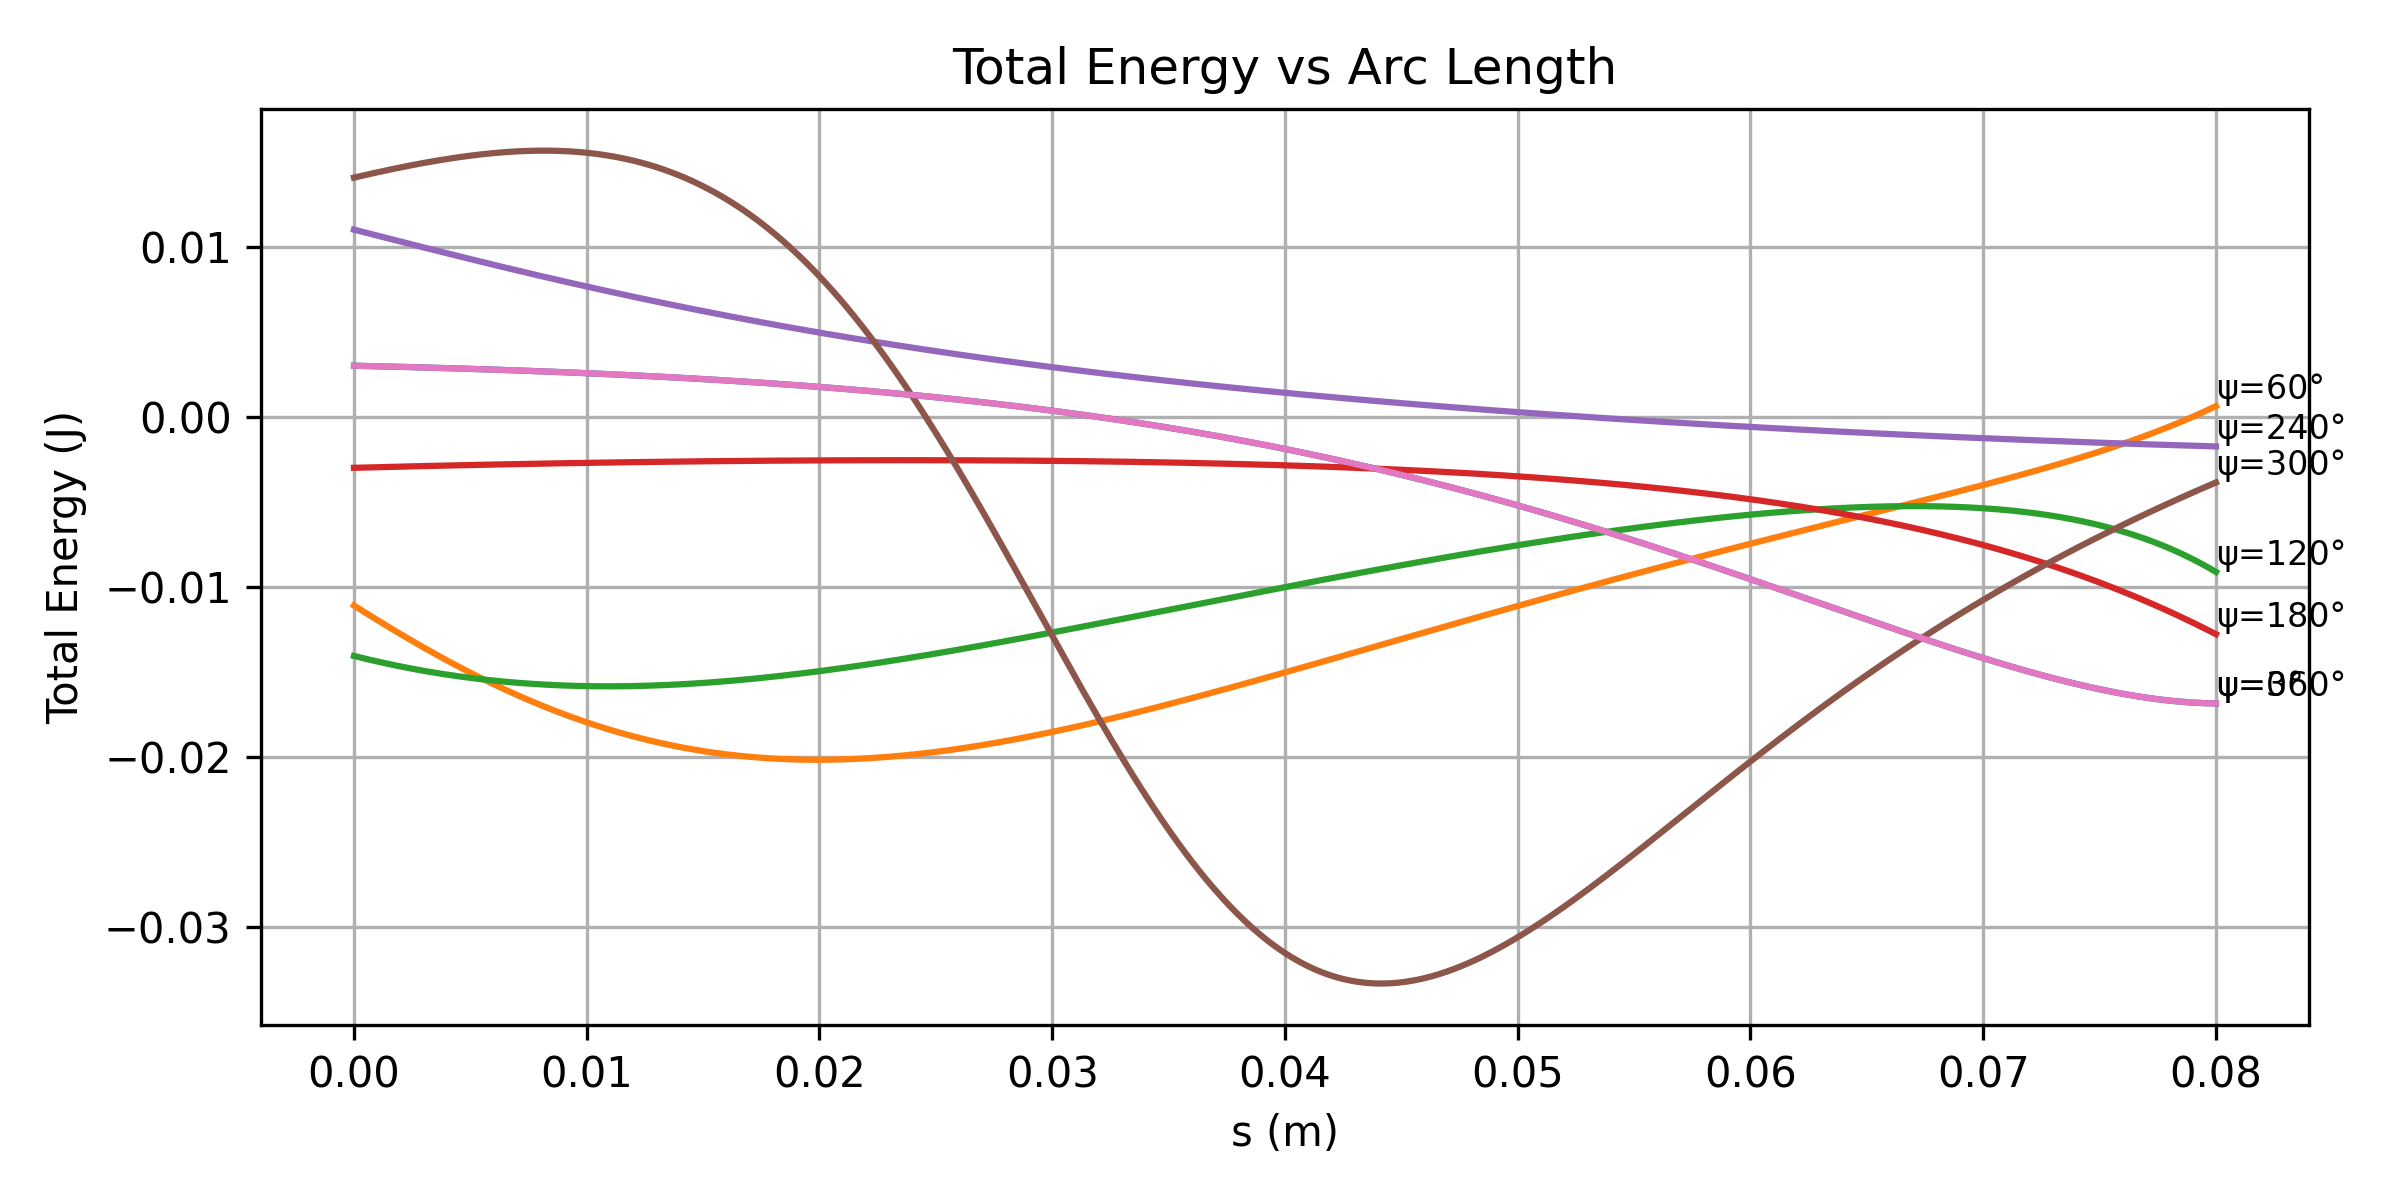 Total Energy vs Arc Length
Total Energy (J)
0.01
0.00
−0.01
−0.02
−0.03
ψ=60°
ψ=240°
ψ=300°
ψ=120°
ψ=180°
ψ=0°
ψ=360°
0.00 0.01 0.02 0.03 0.04 0.05 0.06 0.07 0.08
s (m)